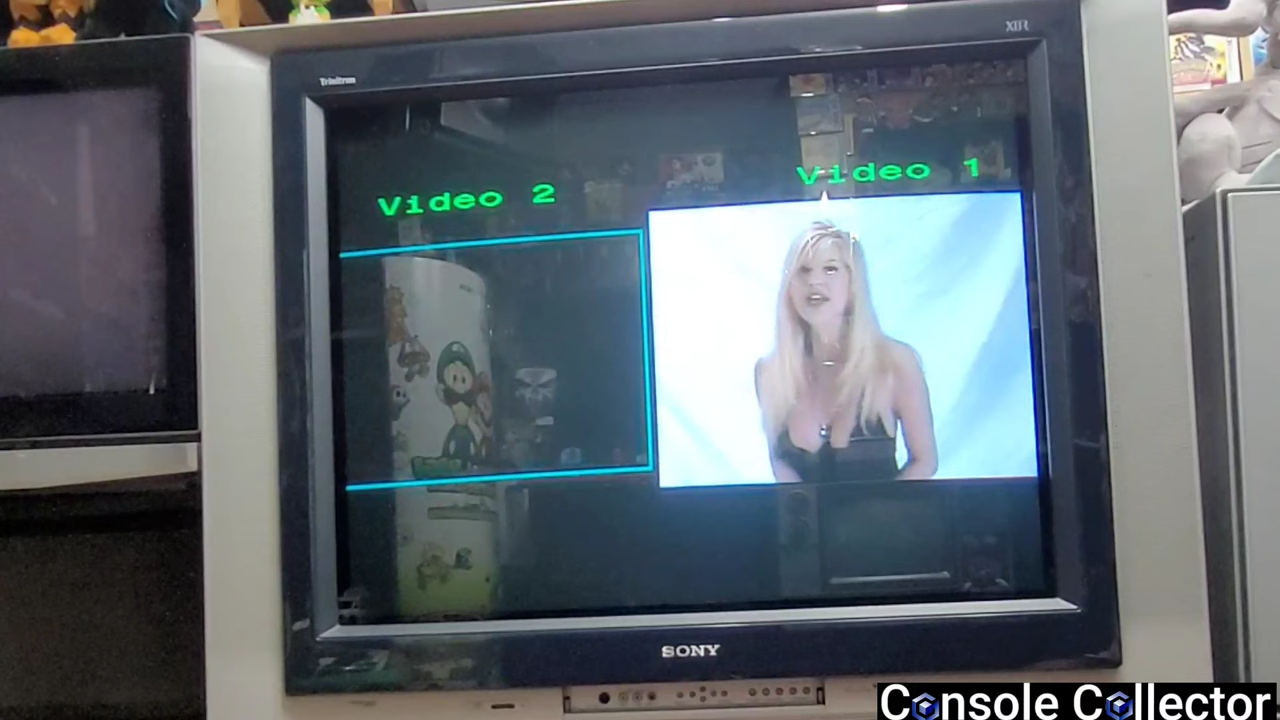 Trinitron
XBR
Video 2
Video 1
SONY
Console Collector